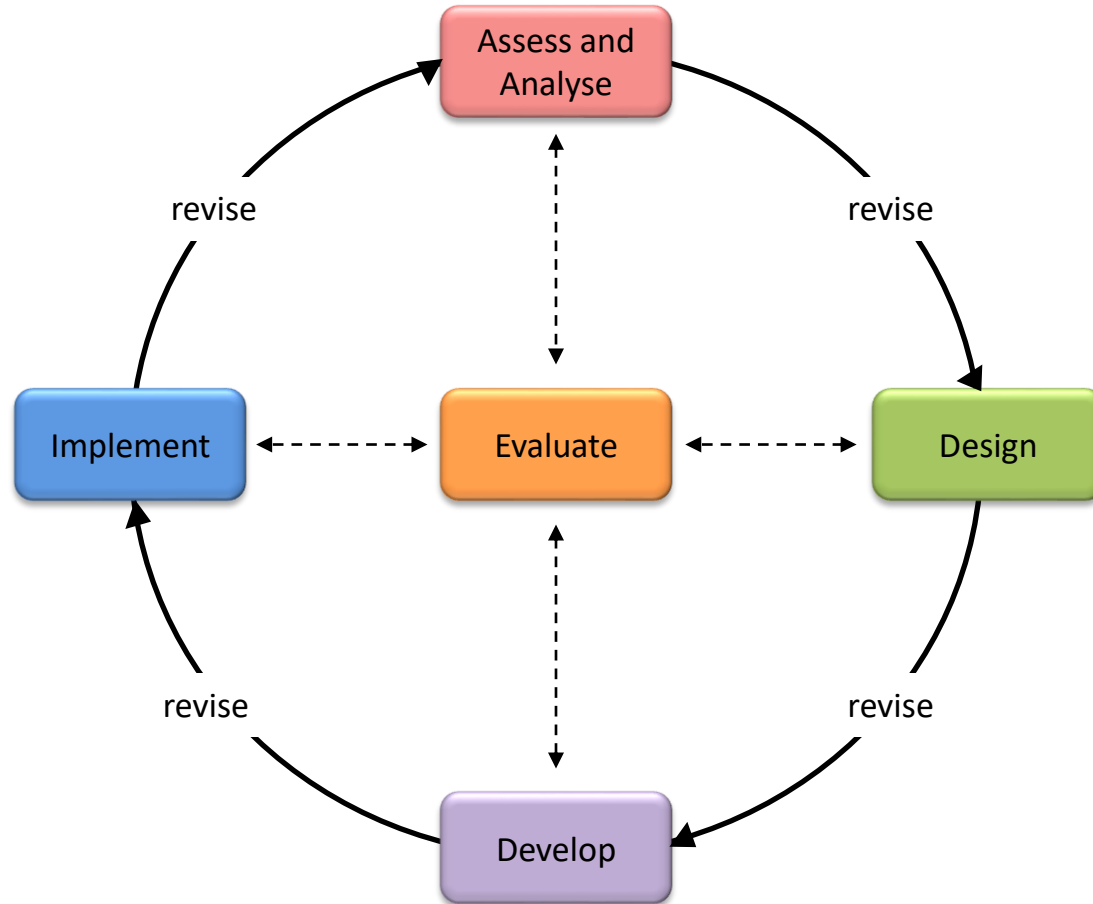 Assess and
Analyse
revise
revise
Implement
Evaluate
Design
revise
revise
Develop